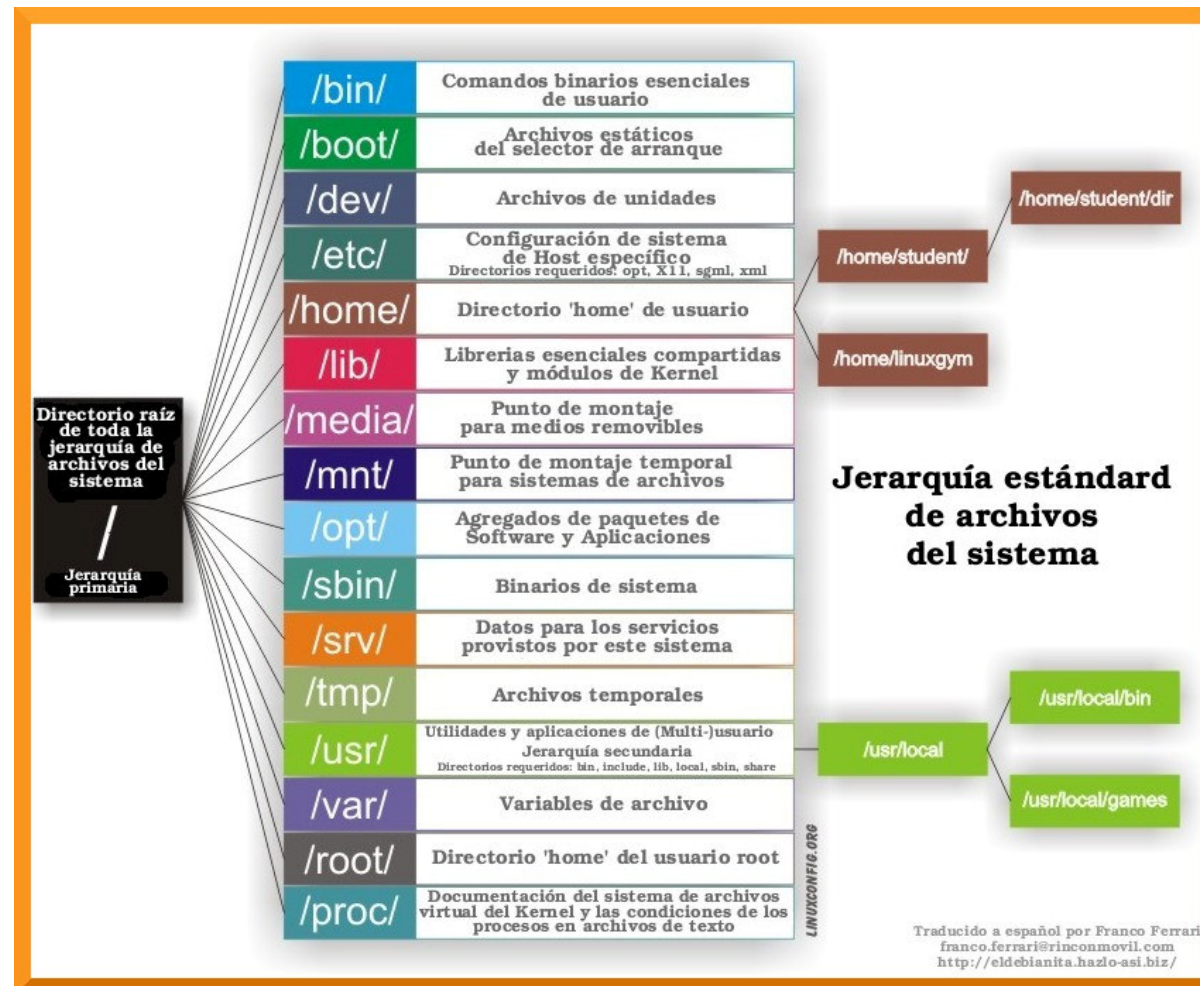 /bin/
Comandos binarios esenciales
de usuario
/boot/
Archivos estáticos
del selector de arranque
/dev/
Archivos de unidades
/etc/
Configuración de sistema
de Host específico
Directorios requeridos: opt, X11, sgml, xml
/home/
Directorio 'home' de usuario
/home/student/
/home/student/dir
/home/linuxgym
/lib/
Librerias esenciales compartidas
y módulos de Kernel
/media/
Punto de montaje
para medios removibles
/mnt/
Punto de montaje temporal
para sistemas de archivos
/opt/
Agregados de paquetes de
Software y Aplicaciones
/sbin/
Binarios de sistema
/srv/
Datos para los servicios
provistos por este sistema
/tmp/
Archivos temporales
/usr/
Utilidades y aplicaciones de (Multi-)usuario
Jerarquía secundaria
Directorios requeridos: bin, include, lib, local, sbin, share
/usr/local
/usr/local/bin
/usr/local/games
/var/
Variables de archivo
/root/
Directorio 'home' del usuario root
/proc/
Documentación del sistema de archivos
virtual del Kernel y las condiciones de los
procesos en archivos de texto
Directorio raíz
de toda la
jerarquía de
archivos del
sistema
/
Jerarquía
primaria
Jerarquía estándard
de archivos
del sistema
LINUXCONFIG.ORG
Traducido a español por Franco Ferrari
franco.ferrari@rinconmovil.com
http://eldebianita.hazlo-asi.biz/